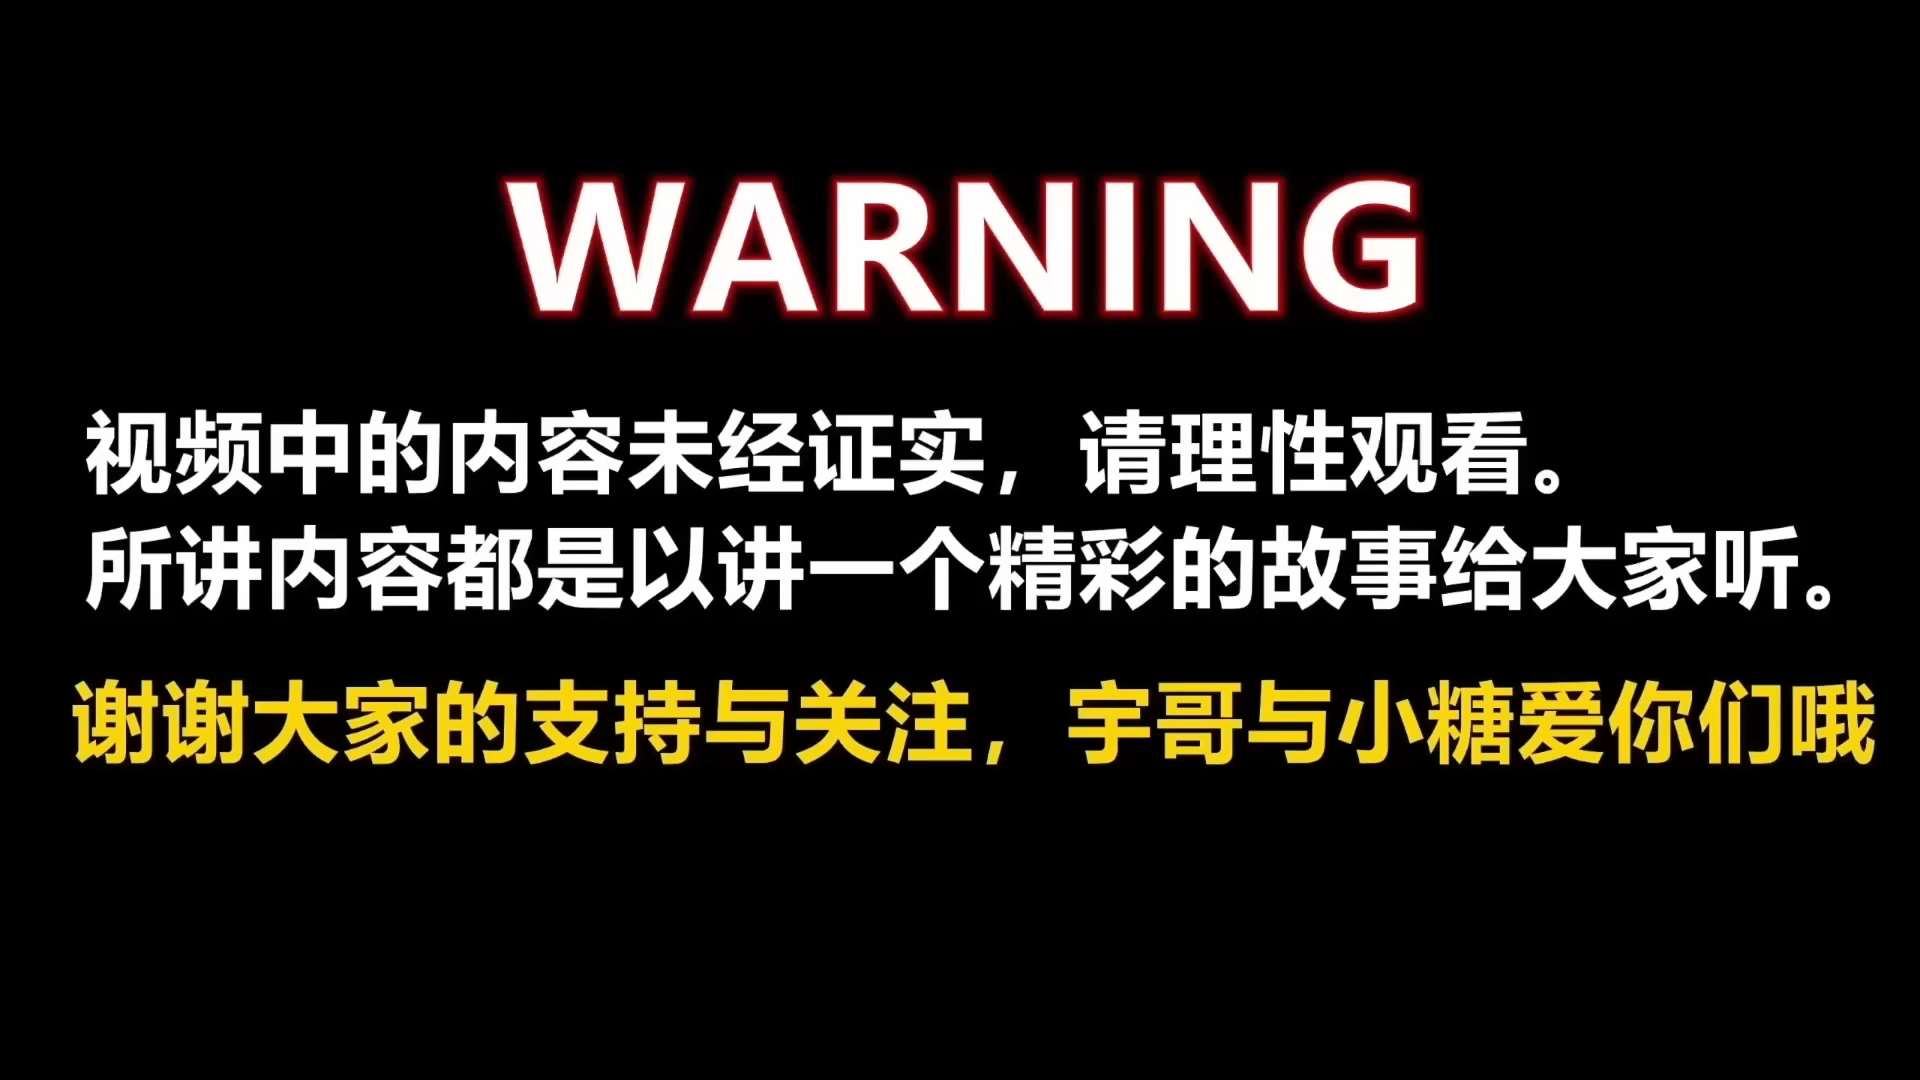 WARNING
视频中的内容未经证实，请理性观看。
所讲内容都是以讲一个精彩的故事给大家听。
谢谢大家的支持与关注，宇哥与小糖爱你们哦